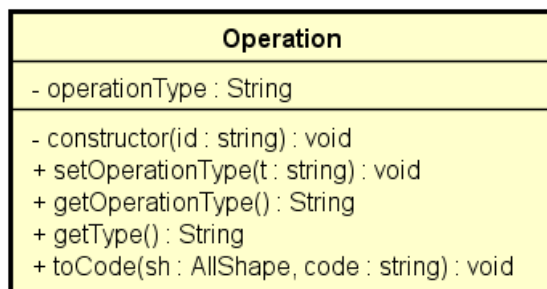 Operation
- operationType : String
- constructor(id : string) : void
+ setOperationType(t : string) : void
+ getOperationType() : String
+ getType() : String
+ toCode(sh : AllShape, code : string) : void